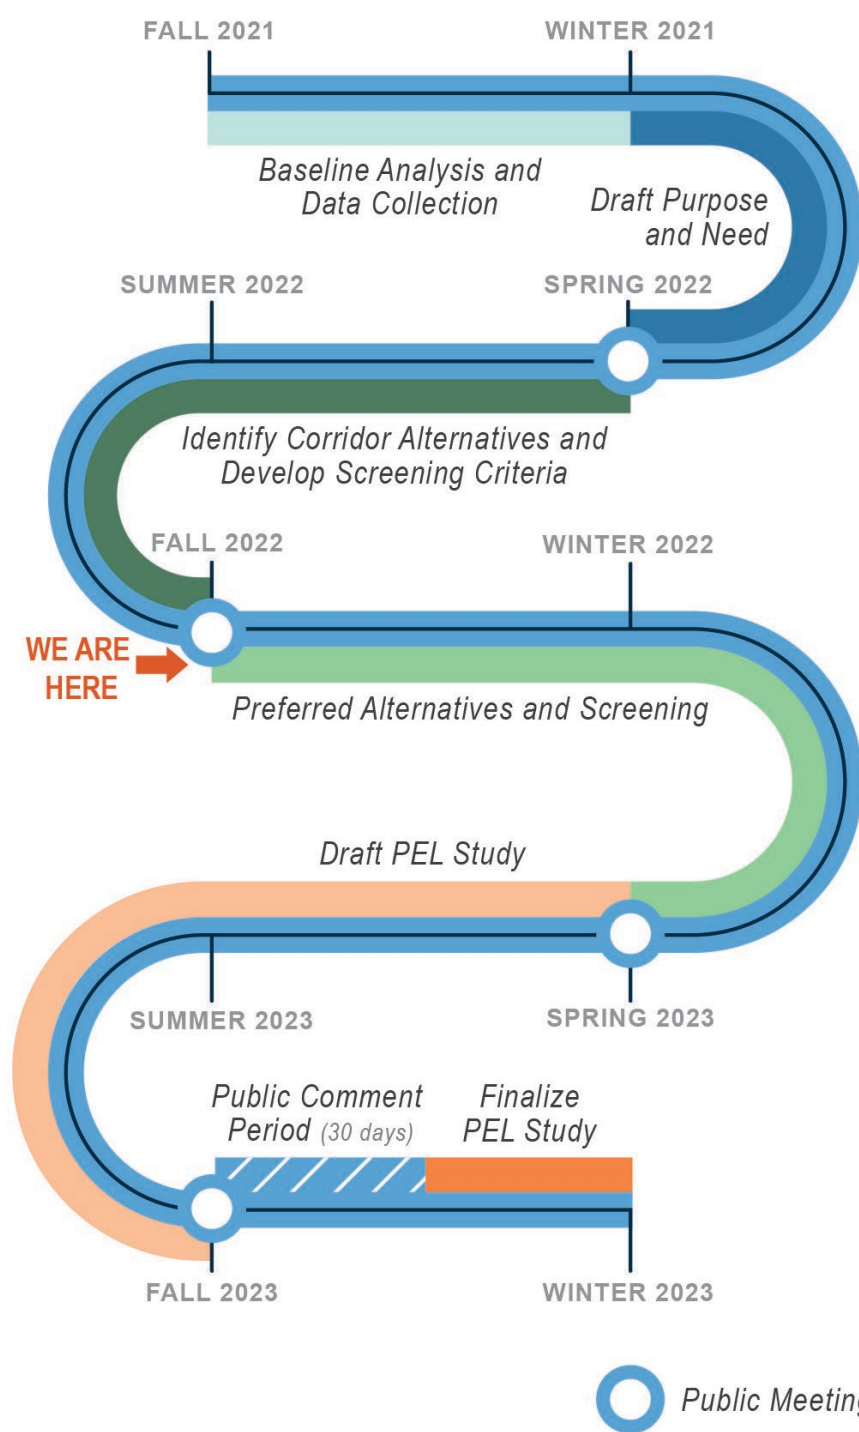 FALL 2021
WINTER 2021
Baseline Analysis and
Data Collection
Draft Purpose
and Need
SUMMER 2022
SPRING 2022
Identify Corridor Alternatives and
Develop Screening Criteria
FALL 2022
WINTER 2022
WE ARE
HERE
Preferred Alternatives and Screening
Draft PEL Study
SUMMER 2023
SPRING 2023
Public Comment
Period (30 days)
Finalize
PEL Study
FALL 2023
WINTER 2023
Public Meeting